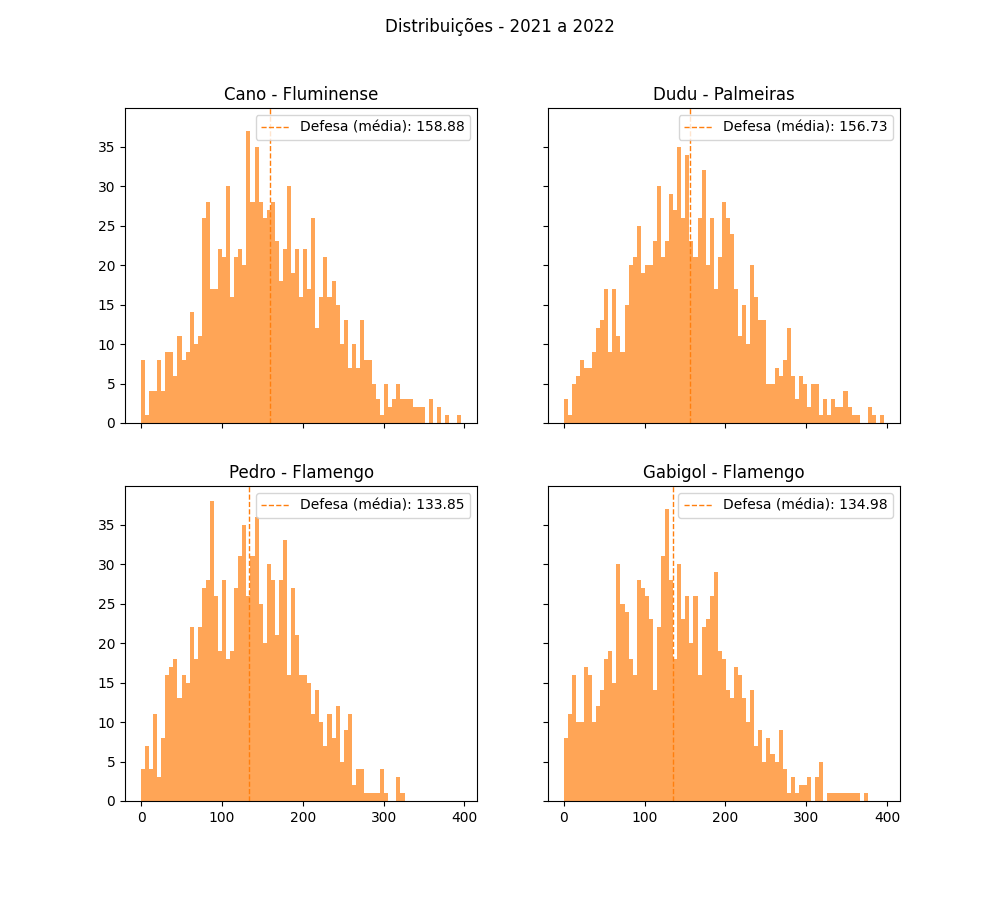 Distribuições - 2021 a 2022
Cano - Fluminense
Dudu - Palmeiras
Defesa (média): 158.88
Defesa (média): 156.73
35
30
25
20
15
10
5
0
Pedro - Flamengo
Gabigol - Flamengo
Defesa (média): 133.85
Defesa (média): 134.98
35
30
25
20
15
10
5
0
0 100 200 300 400
0 100 200 300 400